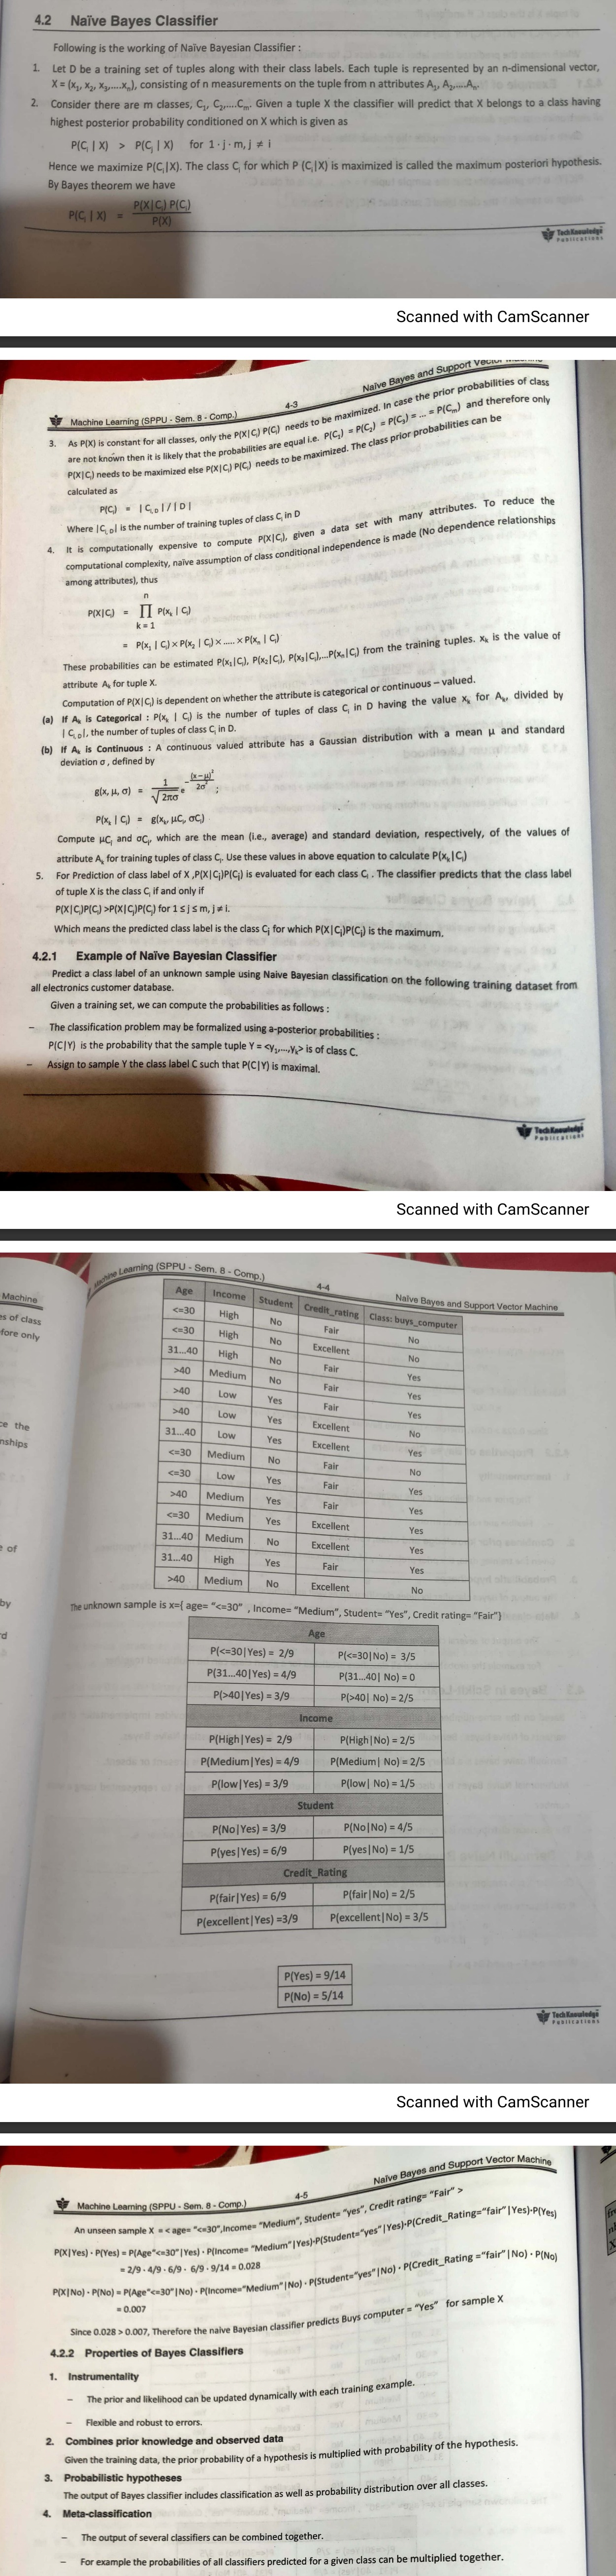 4.2 Naïve Bayes Classifier
Following is the working of Naïve Bayesian Classifier :
1. Let D be a training set of tuples along with their class labels. Each tuple is represented by an n-dimensional vector,
X = (x₁, x₂, x₃,....xₙ), consisting of n measurements on the tuple from n attributes A₁, A₂,....Aₙ.
2. Consider there are m classes, C₁, C₂,....Cₘ. Given a tuple X the classifier will predict that X belongs to a class having
highest posterior probability conditioned on X which is given as
P(Cᵢ | X) > P(Cⱼ | X) for 1 · j · m, j ≠ i
Hence we maximize P(Cᵢ|X). The class Cᵢ for which P (Cᵢ|X) is maximized is called the maximum posteriori hypothesis.
By Bayes theorem we have
P(Cᵢ | X) = P(X|Cᵢ) P(Cᵢ) / P(X)
TechKnowledge
Publications
Scanned with CamScanner
Naïve Bayes and Support Vector Machine
4-3
Machine Learning (SPPU - Sem. 8 - Comp.)
3. As P(X) is constant for all classes, only the P(X|Cᵢ) P(Cᵢ) needs to be maximized. In case the prior probabilities of class
are not known then it is likely that the probabilities are equal i.e. P(C₁) = P(C₂) = P(C₃) = ... = P(Cₘ) and therefore only
P(X|Cᵢ) needs to be maximized else P(X|Cᵢ) P(Cᵢ) needs to be maximized. The class prior probabilities can be
calculated as
P(Cᵢ) = | Cᵢ,D | / | D |
Where |Cᵢ,D| is the number of training tuples of class Cᵢ in D
4. It is computationally expensive to compute P(X|Cᵢ), given a data set with many attributes. To reduce the
computational complexity, naïve assumption of class conditional independence is made (No dependence relationships
among attributes), thus
n
P(X|Cᵢ) = ∏ P(xₖ | Cᵢ)
k = 1
= P(x₁ | Cᵢ) × P(x₂ | Cᵢ) × ..... × P(xₙ | Cᵢ)
These probabilities can be estimated P(x₁|Cᵢ), P(x₂|Cᵢ), P(x₃|Cᵢ),...P(xₙ|Cᵢ) from the training tuples. xₖ is the value of
attribute Aₖ for tuple X.
Computation of P(X|Cᵢ) is dependent on whether the attribute is categorical or continuous – valued.
(a) If Aₖ is Categorical : P(xₖ | Cᵢ) is the number of tuples of class Cᵢ in D having the value xₖ for Aₖ, divided by
| Cᵢ,D|, the number of tuples of class Cᵢ in D.
(b) If Aₖ is Continuous : A continuous valued attribute has a Gaussian distribution with a mean μ and standard
deviation σ , defined by
g(x, μ, σ) = 1/√2πσ e^ −(x − μ)²/2σ² ;
P(xₖ | Cᵢ) = g(xₖ, μCᵢ, σCᵢ)
Compute μCᵢ and σCᵢ, which are the mean (i.e., average) and standard deviation, respectively, of the values of
attribute Aₖ for training tuples of class Cᵢ. Use these values in above equation to calculate P(xₖ|Cᵢ)
5. For Prediction of class label of X ,P(X|Cᵢ)P(Cᵢ) is evaluated for each class Cᵢ . The classifier predicts that the class label
of tuple X is the class Cᵢ if and only if
P(X|Cᵢ)P(Cᵢ) >P(X|Cⱼ)P(Cⱼ) for 1 ≤ j ≤ m, j ≠ i.
Which means the predicted class label is the class Cᵢ for which P(X|Cᵢ)P(Cᵢ) is the maximum.
4.2.1 Example of Naïve Bayesian Classifier
Predict a class label of an unknown sample using Naive Bayesian classification on the following training dataset from
all electronics customer database.
Given a training set, we can compute the probabilities as follows :
– The classification problem may be formalized using a-posterior probabilities :
P(C|Y) is the probability that the sample tuple Y = <y₁,...,yₖ> is of class C.
– Assign to sample Y the class label C such that P(C|Y) is maximal.
TechKnowledge
Publications
Scanned with CamScanner
Machine Learning (SPPU - Sem. 8 - Comp.)
4-4
Naïve Bayes and Support Vector Machine
Machine
es of class
fore only
ce the
nships
e of
by
rd
Age Income Student Credit_rating Class: buys_computer
<=30 High No Fair No
<=30 High No Excellent No
31...40 High No Fair Yes
>40 Medium No Fair Yes
>40 Low Yes Fair Yes
>40 Low Yes Excellent No
31...40 Low Yes Excellent Yes
<=30 Medium No Fair No
<=30 Low Yes Fair Yes
>40 Medium Yes Fair Yes
<=30 Medium Yes Excellent Yes
31...40 Medium No Excellent Yes
31...40 High Yes Fair Yes
>40 Medium No Excellent No
The unknown sample is x={ age= "<=30" , Income= "Medium", Student= "Yes", Credit rating= "Fair"}
Age
P(<=30|Yes) = 2/9 P(<=30|No) = 3/5
P(31...40|Yes) = 4/9 P(31...40| No) = 0
P(>40|Yes) = 3/9 P(>40| No) = 2/5
Income
P(High|Yes) = 2/9 P(High|No) = 2/5
P(Medium|Yes) = 4/9 P(Medium| No) = 2/5
P(low|Yes) = 3/9 P(low| No) = 1/5
Student
P(No|Yes) = 3/9 P(No|No) = 4/5
P(yes|Yes) = 6/9 P(yes|No) = 1/5
Credit_Rating
P(fair|Yes) = 6/9 P(fair|No) = 2/5
P(excellent|Yes) =3/9 P(excellent|No) = 3/5
P(Yes) = 9/14
P(No) = 5/14
TechKnowledge
Publications
Scanned with CamScanner
Naïve Bayes and Support Vector Machine
4-5
Machine Learning (SPPU - Sem. 8 - Comp.)
An unseen sample X = < age= "<=30",Income= "Medium", Student= "yes", Credit rating= "Fair" >
P(X|Yes) · P(Yes) = P(Age"<=30"|Yes) · P(Income= "Medium"|Yes)·P(Student="yes"|Yes)·P(Credit_Rating="fair"|Yes)·P(Yes)
= 2/9 · 4/9 · 6/9 · 6/9 · 9/14 = 0.028
P(X|No) · P(No) = P(Age"<=30"|No) · P(Income="Medium"|No) · P(Student="yes"|No) · P(Credit_Rating ="fair"|No) · P(No)
= 0.007
Since 0.028 > 0.007, Therefore the naive Bayesian classifier predicts Buys computer = "Yes" for sample X
4.2.2 Properties of Bayes Classifiers
1. Instrumentality
– The prior and likelihood can be updated dynamically with each training example.
– Flexible and robust to errors.
2. Combines prior knowledge and observed data
Given the training data, the prior probability of a hypothesis is multiplied with probability of the hypothesis.
3. Probabilistic hypotheses
The output of Bayes classifier includes classification as well as probability distribution over all classes.
4. Meta-classification
– The output of several classifiers can be combined together.
– For example the probabilities of all classifiers predicted for a given class can be multiplied together.